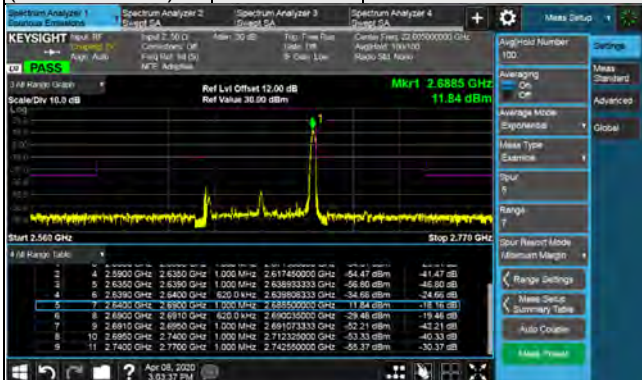 Spectrum Analyzer 1
Spurious Emissions
Spectrum Analyzer 2
Swept SA
Spectrum Analyzer 3
Swept SA
Spectrum Analyzer 4
Swept SA
+
Meas Setup
KEYSIGHT
Input: RF
Coupling: DC
Align: Auto
Input Z: 50 Ω
Corrections: Off
Freq Ref: Int (S)
NFE: Adaptive
Atten: 30 dB
Trig: Free Run
Gate: Off
IF Gain: Low
Center Freq: 22.005000000 GHz
Avg|Hold: 100/100
Radio Std: None
PASS
3 All Range Graph
Scale/Div 10.0 dB
Log
Ref Lvl Offset 12.00 dB
Ref Value 30.00 dBm
Mkr1 2.6885 GHz
11.84 dBm
1
Start 2.560 GHz
Stop 2.770 GHz
4 All Range Table
2 4 2.5900 GHz 2.6350 GHz 1.000 MHz 2.617450000 GHz -54.47 dBm -41.47 dB
3 5 2.6350 GHz 2.6390 GHz 1.000 MHz 2.638933333 GHz -56.80 dBm -46.80 dB
4 6 2.6390 GHz 2.6400 GHz 620.0 kHz 2.639806333 GHz -34.66 dBm -24.66 dB
5 7 2.6400 GHz 2.6900 GHz 1.000 MHz 2.688500000 GHz 11.84 dBm -18.16 dB
6 8 2.6900 GHz 2.6910 GHz 620.0 kHz 2.690035000 GHz -29.46 dBm -19.46 dB
7 9 2.6910 GHz 2.6950 GHz 1.000 MHz 2.691073333 GHz -52.21 dBm -42.21 dB
8 10 2.6950 GHz 2.7400 GHz 1.000 MHz 2.712325000 GHz -53.33 dBm -40.33 dB
9 11 2.7400 GHz 2.7700 GHz 1.000 MHz 2.742550000 GHz -55.37 dBm -30.37 dB
Avg|Hold Number
100
Averaging
On
Off
Average Mode
Exponential
Meas Type
Examine
Spur
5
Range
7
Spur Report Mode
Minimum Margin
Range Settings
Meas Setup
Summary Table
Auto Couple
Meas Preset
Settings
Meas
Standard
Advanced
Global
?
Apr 08, 2020
3:03:37 PM